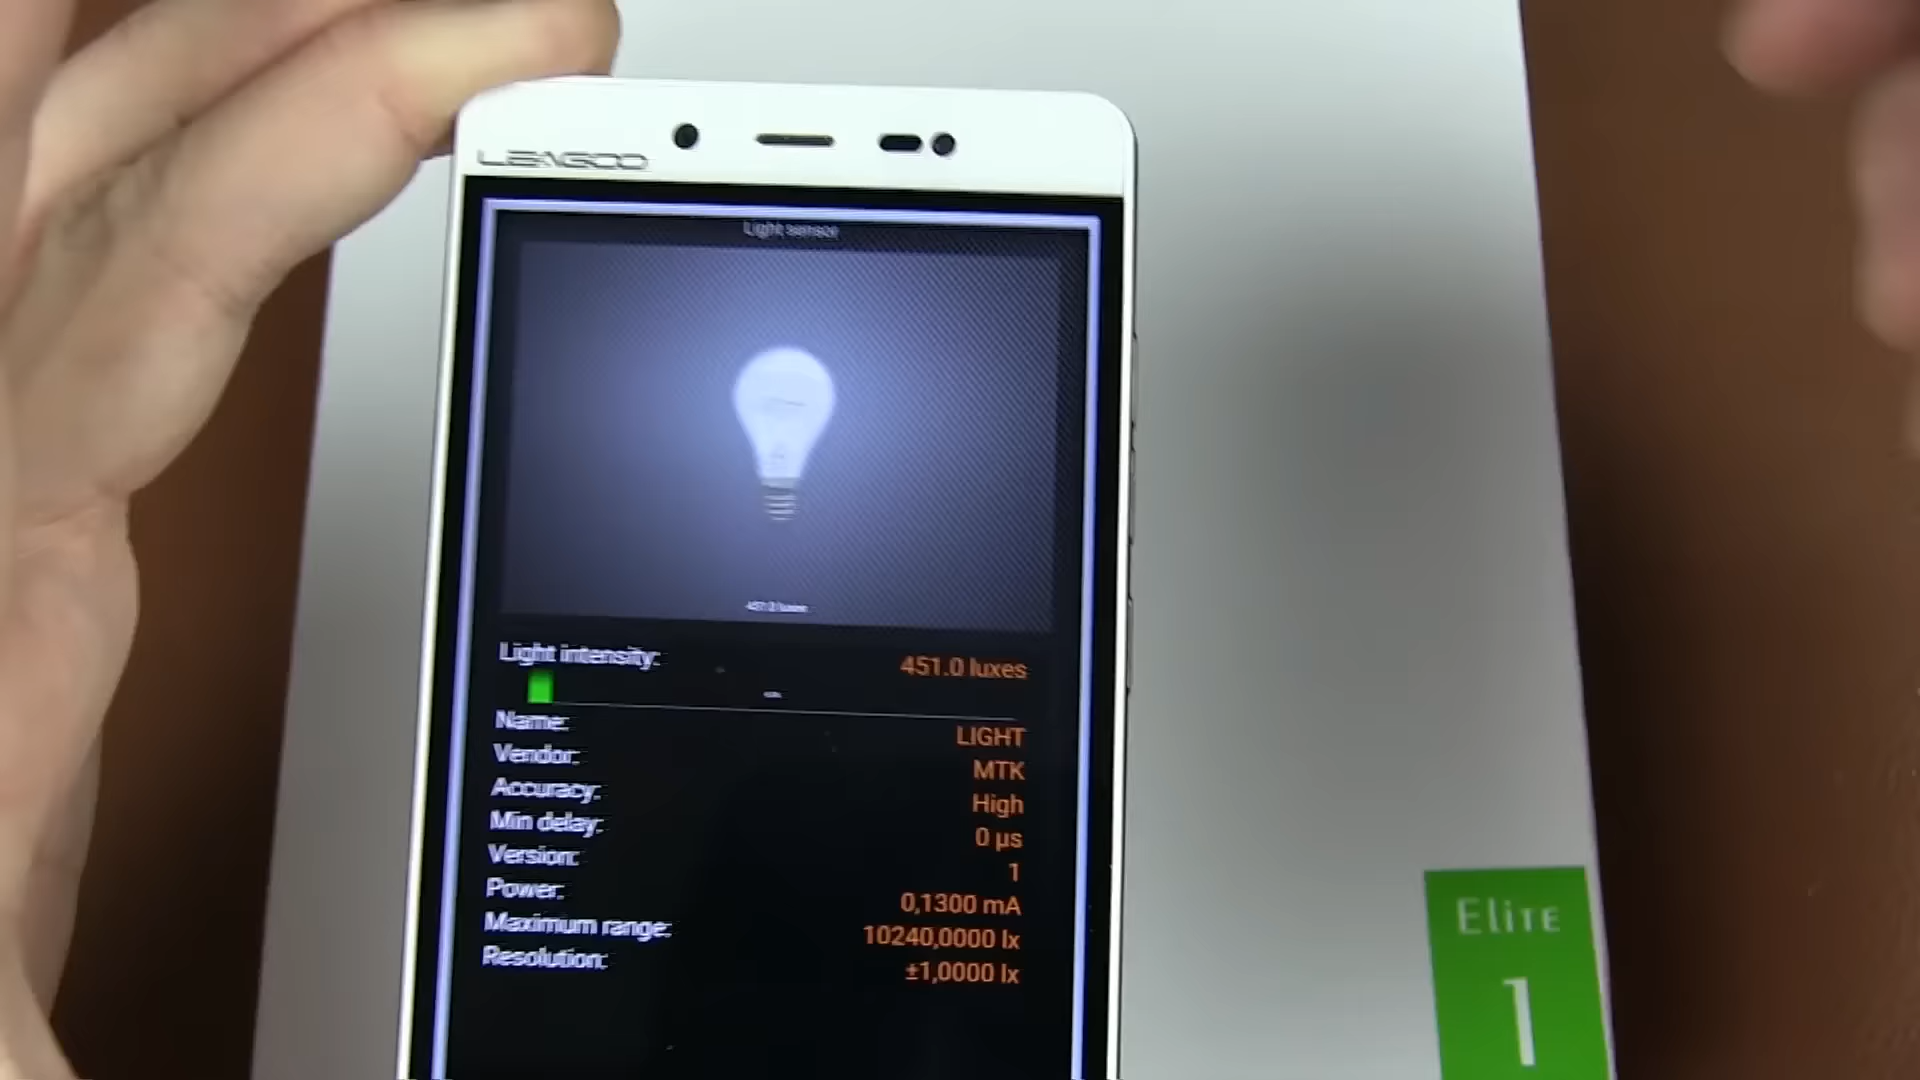 LEAGOO
Light sensor
Light intensity: 451.0 luxes
Name: LIGHT
Vendor: MTK
Accuracy: High
Min delay: 0 µs
Version: 1
Power: 0,1300 mA
Maximum range: 10240,0000 lx
Resolution: ±1,0000 lx
Elite
1